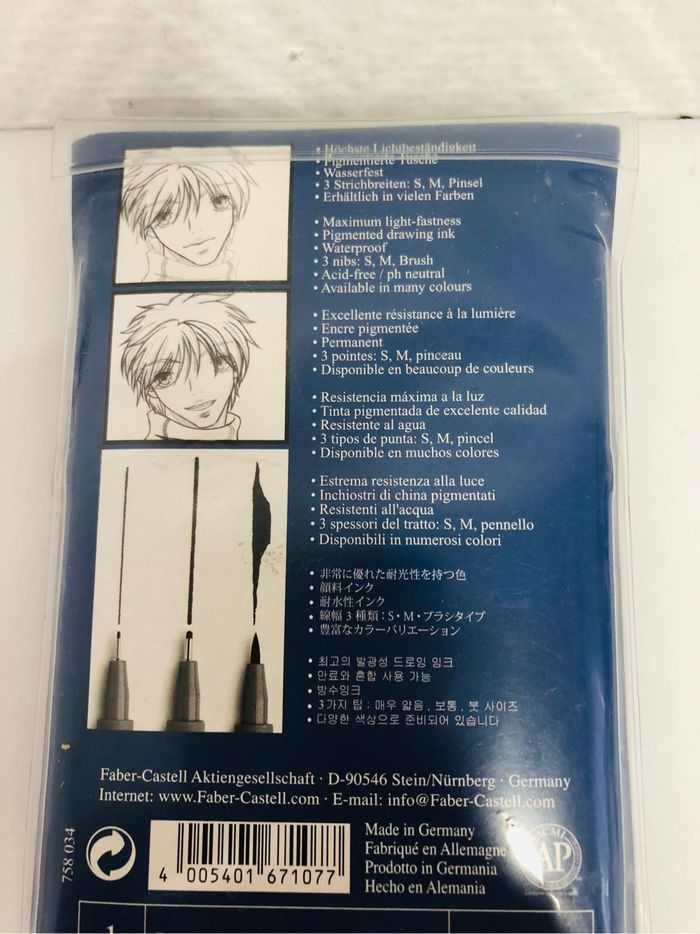 • Höchste Lichtbeständigkeit
• Pigmentierte Tusche
• Wasserfest
• 3 Strichbreiten: S, M, Pinsel
• Erhältlich in vielen Farben
• Maximum light-fastness
• Pigmented drawing ink
• Waterproof
• 3 nibs: S, M, Brush
• Acid-free / ph neutral
• Available in many colours
• Excellente résistance à la lumière
• Encre pigmentée
• Permanent
• 3 pointes: S, M, pinceau
• Disponible en beaucoup de couleurs
• Resistencia máxima a la luz
• Tinta pigmentada de excelente calidad
• Resistente al agua
• 3 tipos de punta: S, M, pincel
• Disponible en muchos colores
• Estrema resistenza alla luce
• Inchiostri di china pigmentati
• Resistenti all'acqua
• 3 spessori del tratto: S, M, pennello
• Disponibili in numerosi colori
• 非常に優れた耐光性を持つ色
• 顔料インク
• 耐水性インク
• 線幅 3 種類：S・M・ブラシタイプ
• 豊富なカラーバリエーション
• 최고의 발광성 드로잉 잉크
• 안료와 혼합 사용 가능
• 방수잉크
• 3가지 팁 : 매우 얇음 , 보통 , 붓 사이즈
• 다양한 색상으로 준비되어 있습니다
Faber-Castell Aktiengesellschaft · D-90546 Stein/Nürnberg · Germany
Internet: www.Faber-Castell.com · E-mail: info@Faber-Castell.com
758 034
4 005401 671077
Made in Germany
Fabriqué en Allemagne
Prodotto in Germania
Hecho en Alemania
ACMI
AP